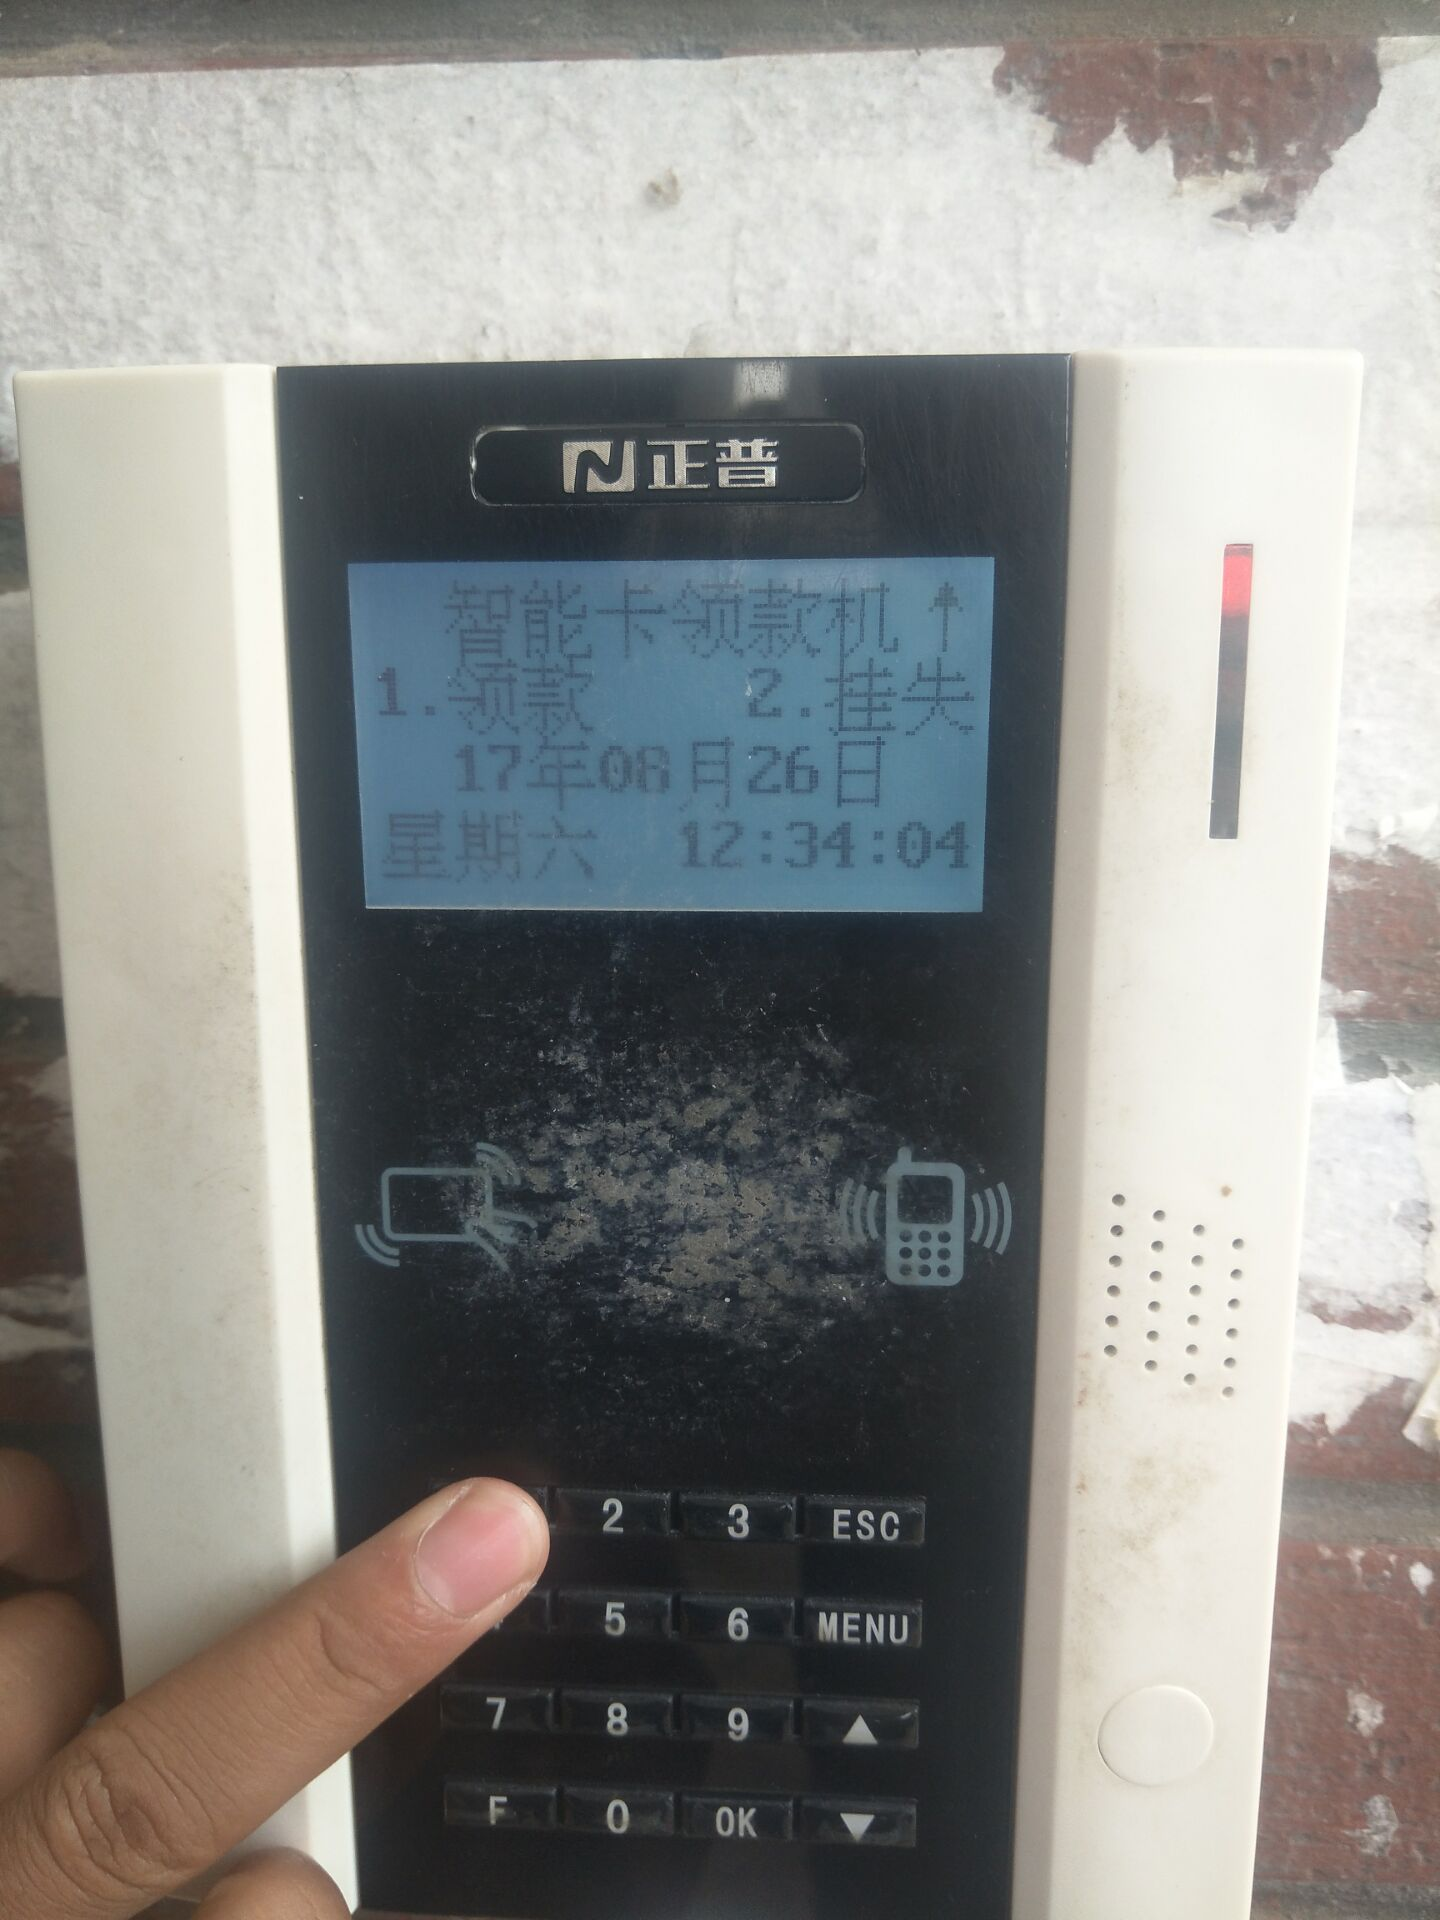 正普
智能卡领款机
1.领款 2.挂失
17年08月26日
星期六 12:34:04
2 3 ESC
5 6 MENU
7 8 9 ▲
F 0 OK ▼